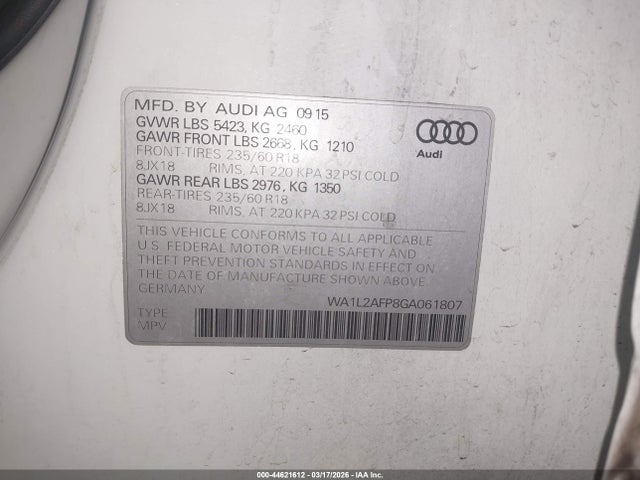 MFD. BY AUDI AG 09 15
GVWR LBS 5423, KG 2460
GAWR FRONT LBS 2668, KG 1210
FRONT-TIRES 235/60 R18
8JX18 RIMS, AT 220 KPA 32 PSI COLD
GAWR REAR LBS 2976, KG 1350
REAR-TIRES 235/60 R18
8JX18 RIMS, AT 220 KPA 32 PSI COLD
Audi
THIS VEHICLE CONFORMS TO ALL APPLICABLE
U.S. FEDERAL MOTOR VEHICLE SAFETY AND
THEFT PREVENTION STANDARDS IN EFFECT ON
THE DATE OF MANUFACTURE SHOWN ABOVE.
GERMANY
WA1L2AFP8GA061807
TYPE
MPV
000-44621612 - 03/17/2026 - COPYRIGHT IAA, LLC